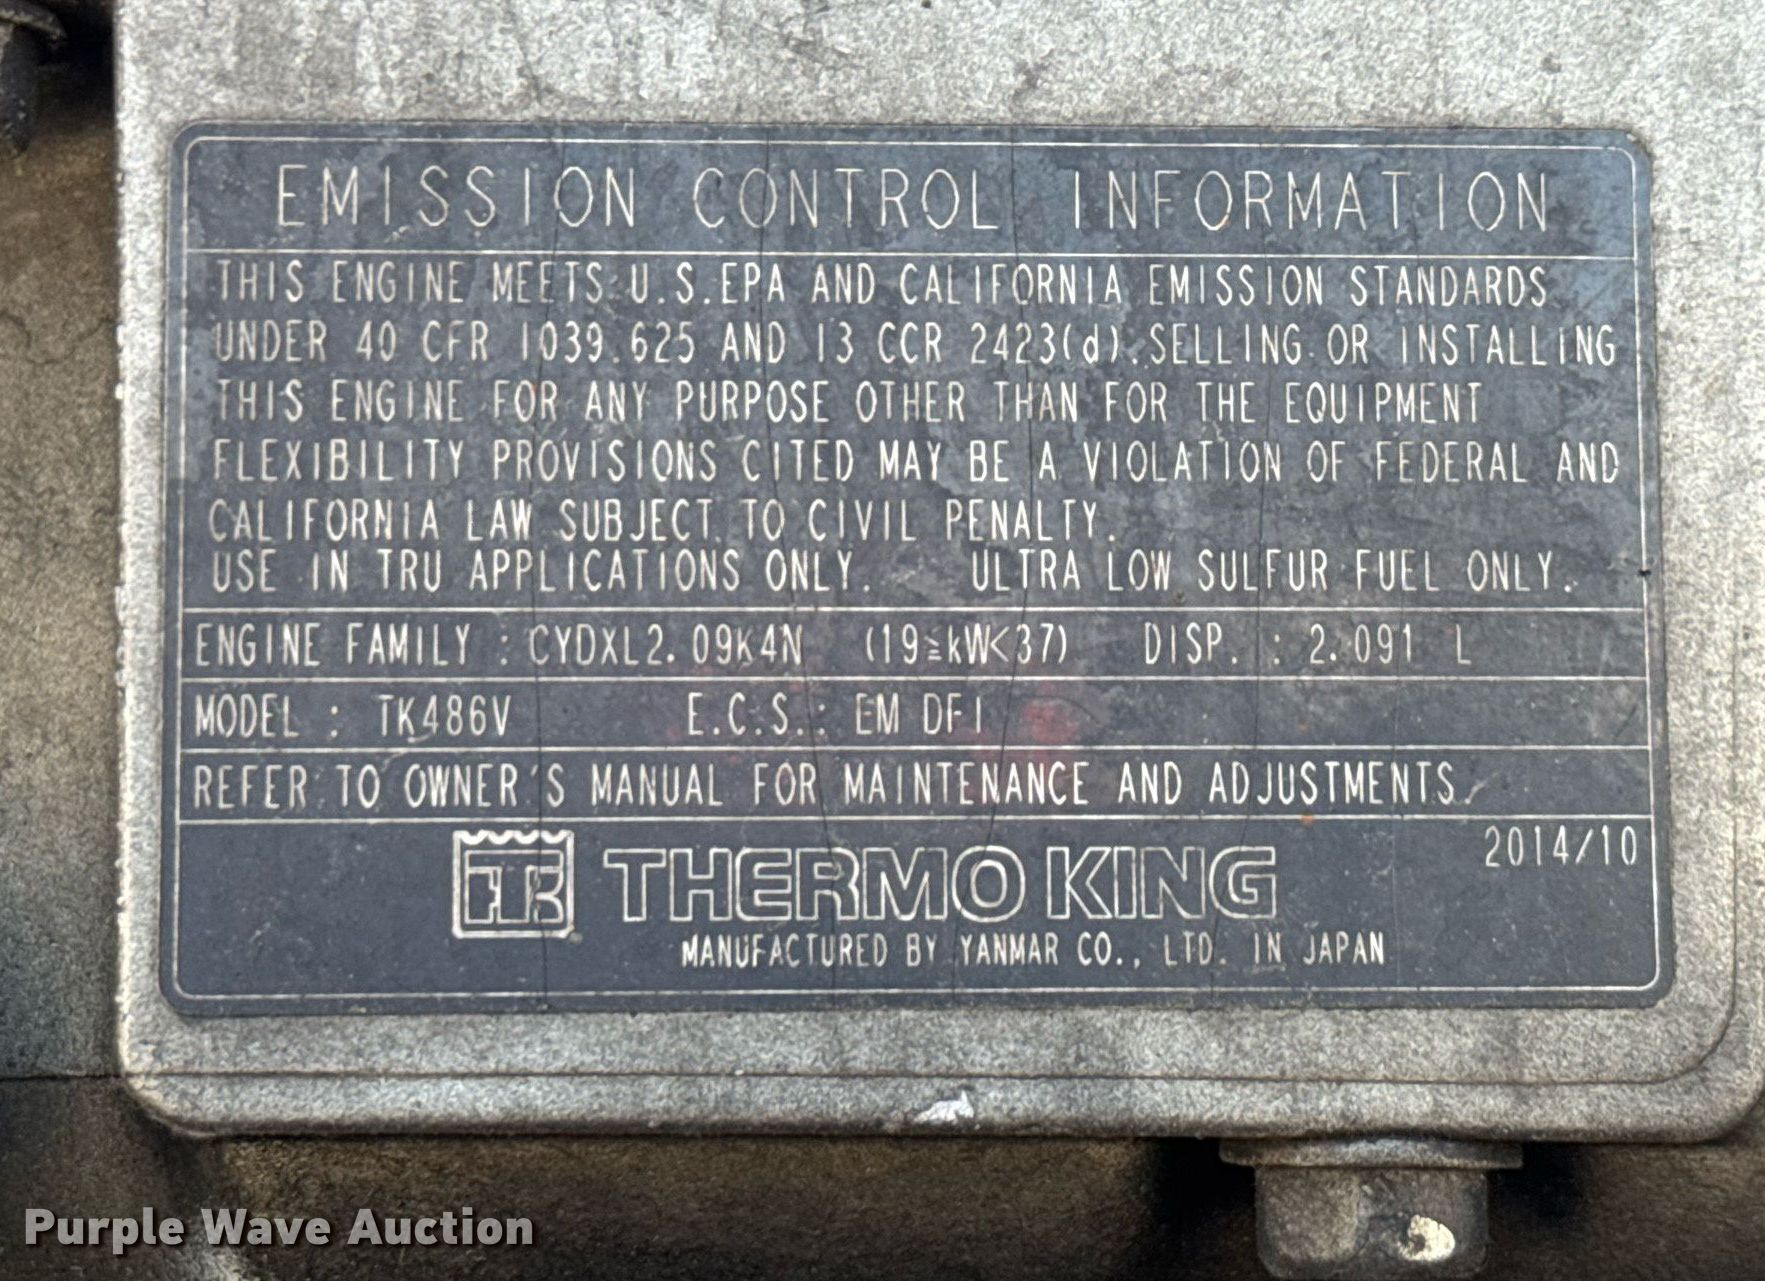 EMISSION CONTROL INFORMATION
THIS ENGINE MEETS U.S.EPA AND CALIFORNIA EMISSION STANDARDS
UNDER 40 CFR 1039.625 AND 13 CCR 2423(d).SELLING OR INSTALLING
THIS ENGINE FOR ANY PURPOSE OTHER THAN FOR THE EQUIPMENT
FLEXIBILITY PROVISIONS CITED MAY BE A VIOLATION OF FEDERAL AND
CALIFORNIA LAW SUBJECT TO CIVIL PENALTY.
USE IN TRU APPLICATIONS ONLY. ULTRA LOW SULFUR FUEL ONLY.
ENGINE FAMILY : CYDXL2.09K4N (19≧kW<37) DISP. : 2.091 L
MODEL : TK486V E.C.S.: EM DFI
REFER TO OWNER'S MANUAL FOR MAINTENANCE AND ADJUSTMENTS.
2014/10
TK THERMO KING
MANUFACTURED BY YANMAR CO., LTD. IN JAPAN
Purple Wave Auction